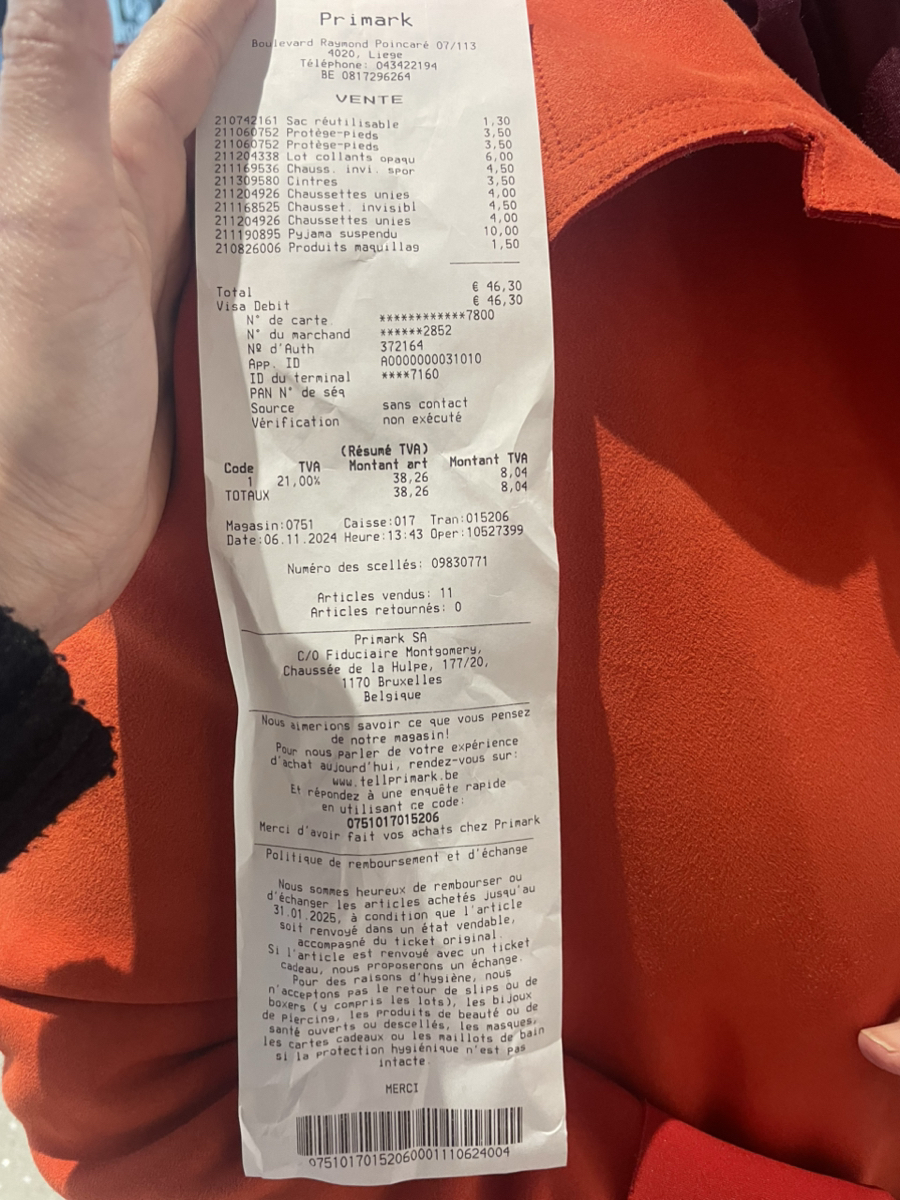 Primark
Boulevard Raymond Poincaré 07/113
4020, Liege
Téléphone: 043422194
BE 0817296264
VENTE
210742161 Sac réutilisable 1,30
211060752 Protège-pieds 3,50
211060752 Protège-pieds 3,50
211204338 Lot collants opaqu 6,00
211169536 Chauss. invi. spor 4,50
211309580 Cintres 3,50
211204926 Chaussettes unies 4,00
211168525 Chausset. invisibl 4,50
211204926 Chaussettes unies 4,00
211190895 Pyjama suspendu 10,00
210826006 Produits maquillag 1,50
Total € 46,30
Visa Debit € 46,30
N° de carte ************7800
N° du marchand ******2852
Nº d'Auth 372164
App. ID A0000000031010
ID du terminal ****7160
PAN N° de séq
Source sans contact
Vérification non exécuté
(Résumé TVA)
Code TVA Montant art Montant TVA
1 21,00% 38,26 8,04
TOTAUX 38,26 8,04
Magasin:0751 Caisse:017 Tran:015206
Date:06.11.2024 Heure:13:43 Oper:10527399
Numéro des scellés: 09830771
Articles vendus: 11
Articles retournés: 0
Primark SA
C/O Fiduciaire Montgomery,
Chaussée de la Hulpe, 177/20,
1170 Bruxelles
Belgique
Nous aimerions savoir ce que vous pensez
de notre magasin!
Pour nous parler de votre expérience
d'achat aujourd'hui, rendez-vous sur:
www.tellprimark.be
Et répondez à une enquête rapide
en utilisant ce code:
0751017015206
Merci d'avoir fait vos achats chez Primark
Politique de remboursement et d'échange
Nous sommes heureux de rembourser ou
d'échanger les articles achetés jusqu'au
31.01.2025, à condition que l'article
soit renvoyé dans un état vendable,
accompagné du ticket original.
Si l'article est renvoyé avec un ticket
cadeau, nous proposerons un échange.
Pour des raisons d'hygiène, nous
n'acceptons pas le retour de slips ou de
boxers (y compris les lots), les bijoux
de piercing, les produits de beauté ou de
santé ouverts ou descellés, les masques,
les cartes cadeaux ou les maillots de bain
si la protection hygiénique n'est pas
intacte.
MERCI
07510170152060001110624004